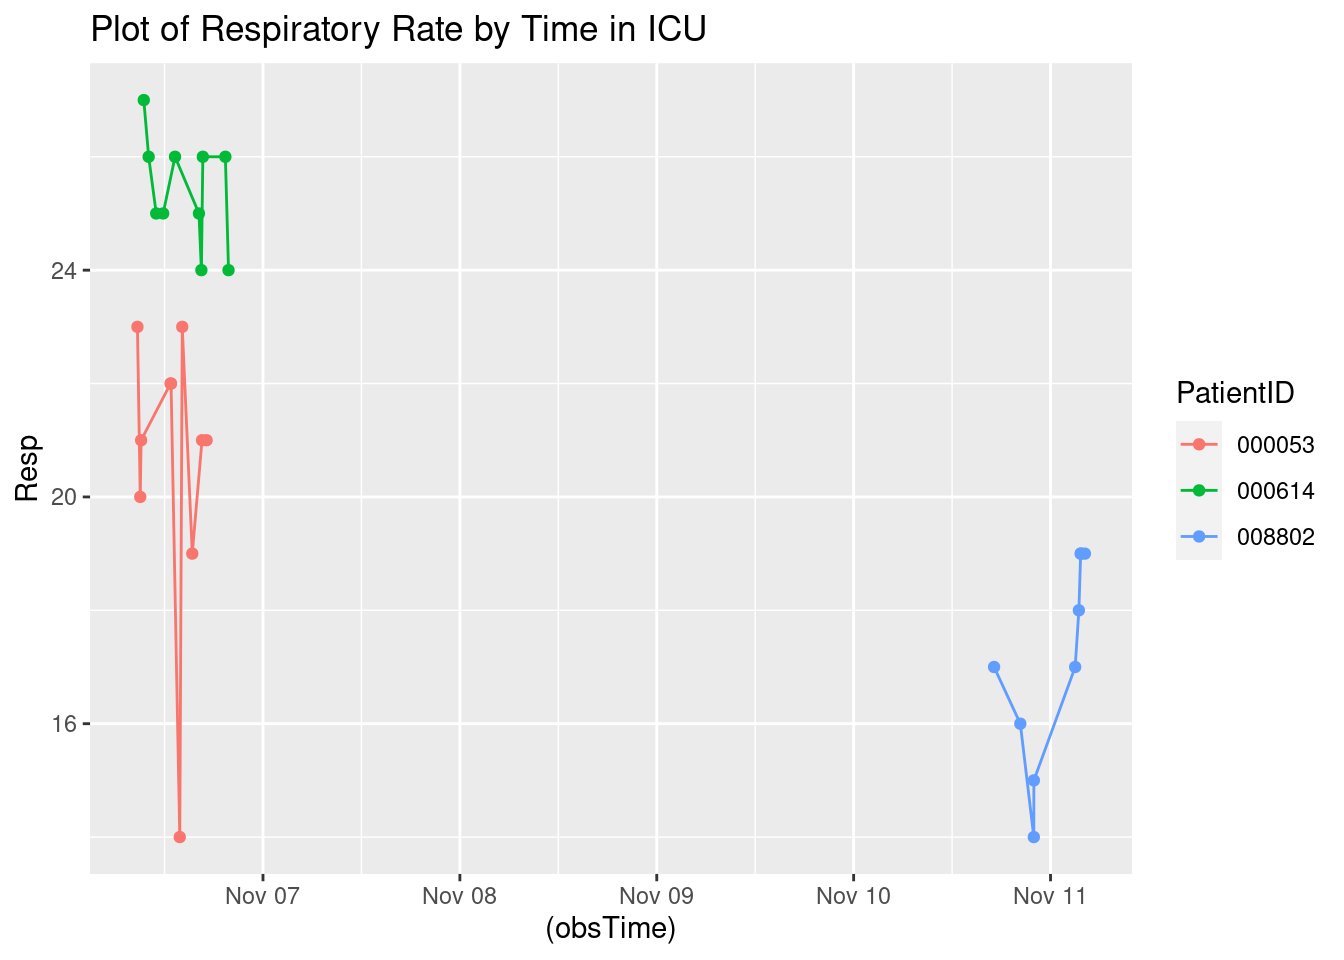 Plot of Respiratory Rate by Time in ICU
24
20
16
Resp
Nov 07
Nov 08
Nov 09
Nov 10
Nov 11
(obsTime)
PatientID
000053
000614
008802